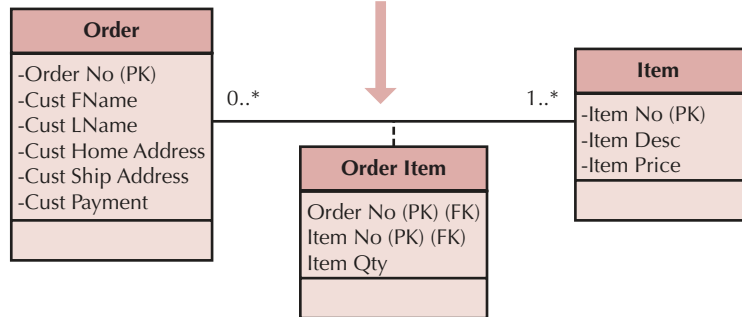 Order
-Order No (PK)
-Cust FName
-Cust LName
-Cust Home Address
-Cust Ship Address
-Cust Payment
0..*
1..*
Order Item
Order No (PK) (FK)
Item No (PK) (FK)
Item Qty
Item
-Item No (PK)
-Item Desc
-Item Price